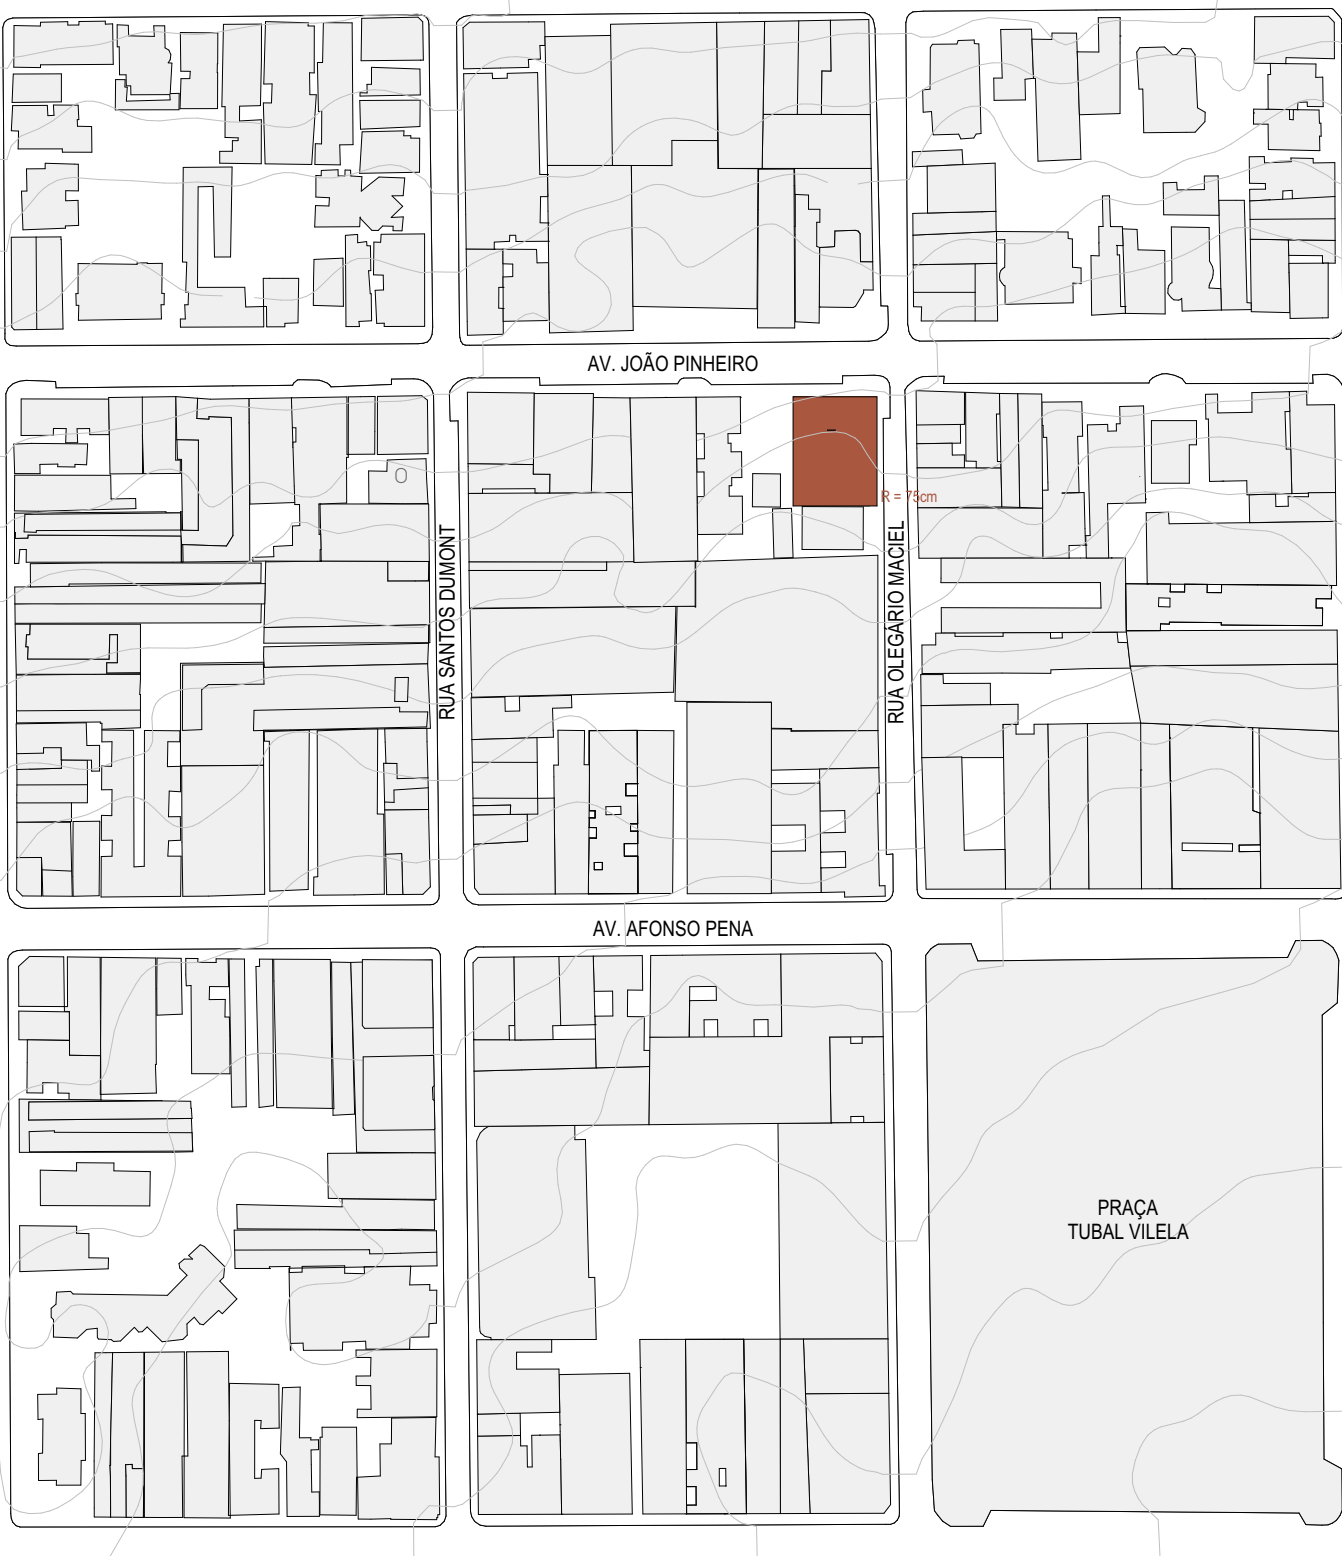 AV. JOÃO PINHEIRO
R = 75cm
RUA SANTOS DUMONT
RUA OLEGÁRIO MACIEL
AV. AFONSO PENA
PRAÇA
TUBAL VILELA